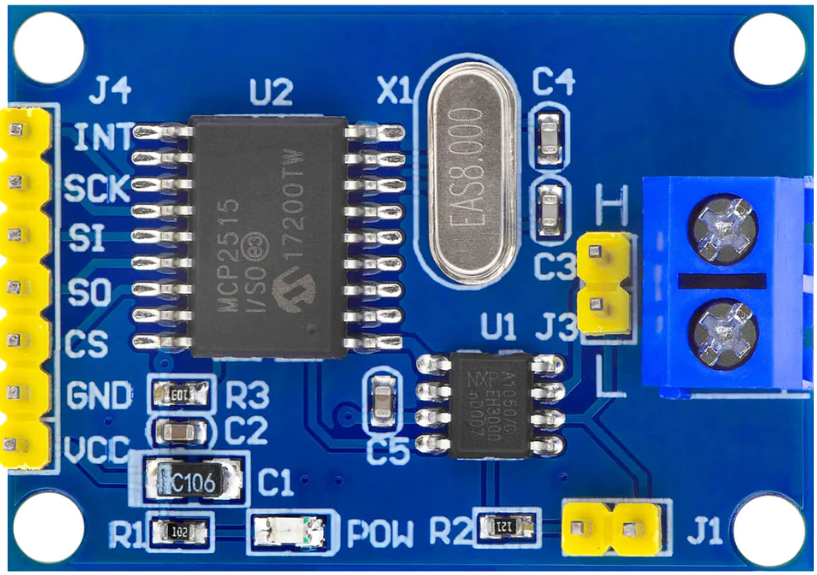 J4
U2
X1
C4
INT
SCK
SI
SO
CS
GND
VCC
MCP2515
I/SO e3
17200TW
EAS8.000
H
C3
J3
L
U1
NXP
A1050/C
C5
R3
103
C2
C106
C1
R1
102
POW
R2
121
J1